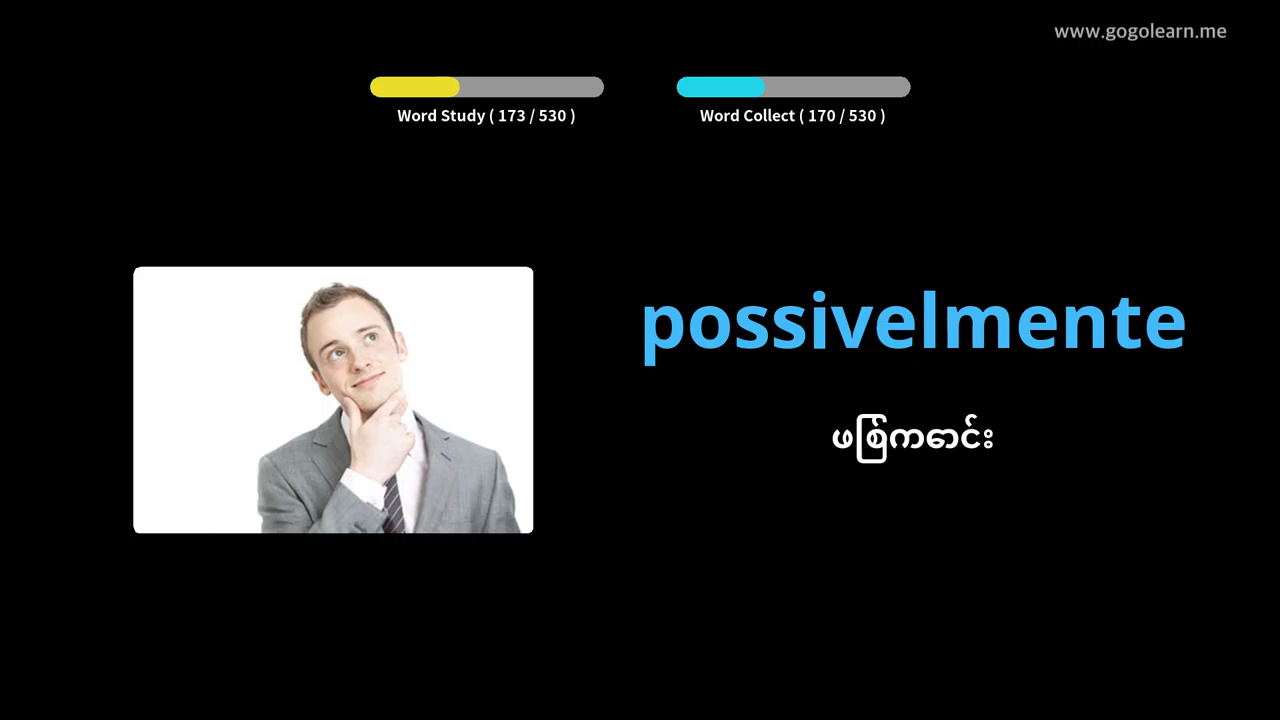 www.gogolearn.me
Word Study ( 173 / 530 )
Word Collect ( 170 / 530 )
possivelmente
ဖြစ်ကောင်း